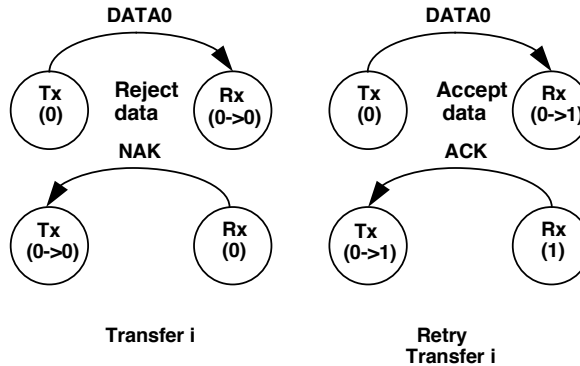 DATA0
Tx
(0)
Reject
data
Rx
(0->0)
NAK
Tx
(0->0)
Rx
(0)
Transfer i
DATA0
Tx
(0)
Accept
data
Rx
(0->1)
ACK
Tx
(0->1)
Rx
(1)
Retry
Transfer i